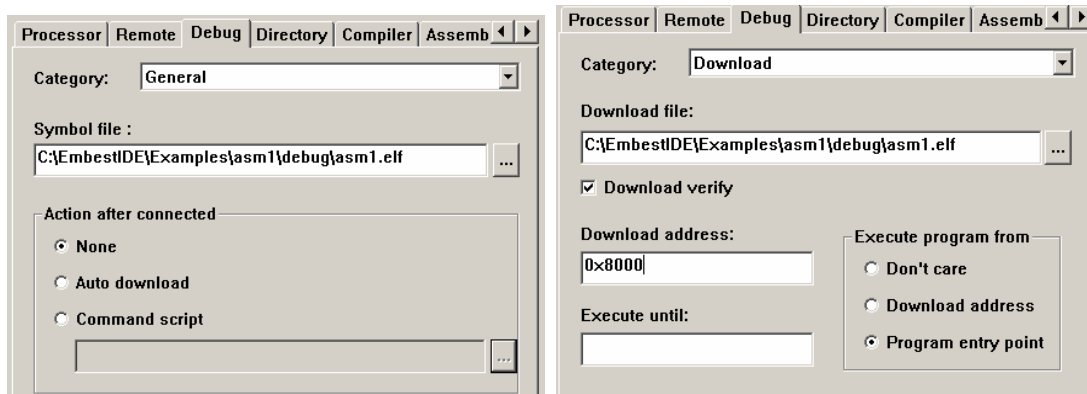 Processor Remote Debug Directory Compiler Assemb
Category: General
Symbol file :
C:\EmbestIDE\Examples\asm1\debug\asm1.elf ...
Action after connected
None
Auto download
Command script
...
Processor Remote Debug Directory Compiler Assemb
Category: Download
Download file:
C:\EmbestIDE\Examples\asm1\debug\asm1.elf ...
Download verify
Download address:
0x8000
Execute until:
Execute program from
Don't care
Download address
Program entry point